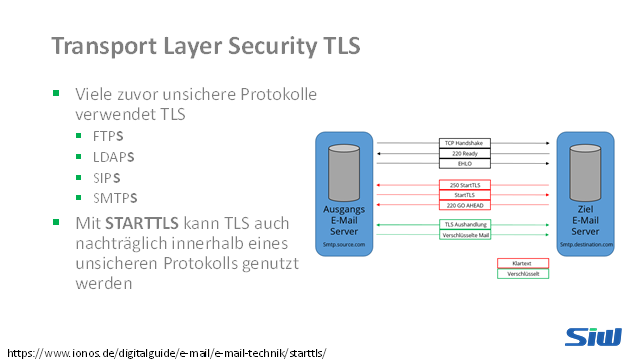 Transport Layer Security TLS
Viele zuvor unsichere Protokolle
verwendet TLS
FTPS
LDAPS
SIPS
SMTPS
Mit STARTTLS kann TLS auch
nachträglich innerhalb eines
unsicheren Protokolls genutzt
werden
Ausgangs
E-Mail
Server
Smtp.source.com
TCP Handshake
220 Ready
EHLO
250 StartTLS
StartTLS
220 GO AHEAD
TLS Aushandlung
Verschlüsselte Mail
Ziel
E-Mail
Server
Smtp.destination.com
Klartext
Verschlüsselt
SiW
https://www.ionos.de/digitalguide/e-mail/e-mail-technik/starttls/